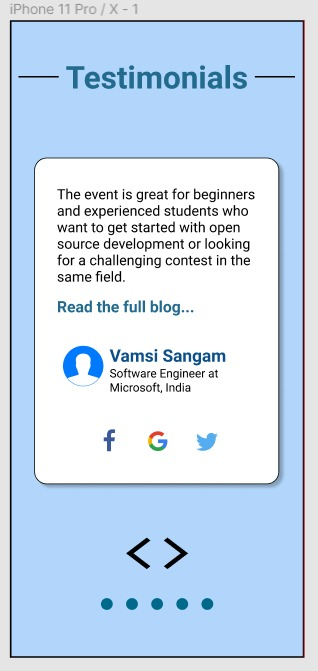 iPhone 11 Pro / X - 1
Testimonials
The event is great for beginners
and experienced students who
want to get started with open
source development or looking
for a challenging contest in the
same field.
Read the full blog...
Vamsi Sangam
Software Engineer at
Microsoft, India